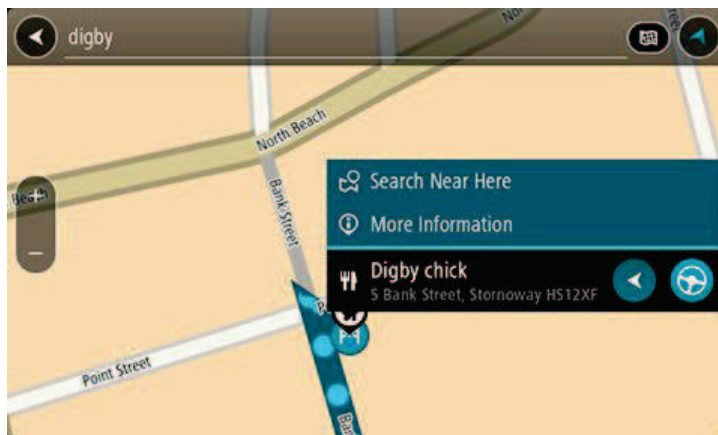 digby
North Beach
Beach
Bank Street
Search Near Here
More Information
Digby chick
5 Bank Street, Stornoway HS12XF
Point Street